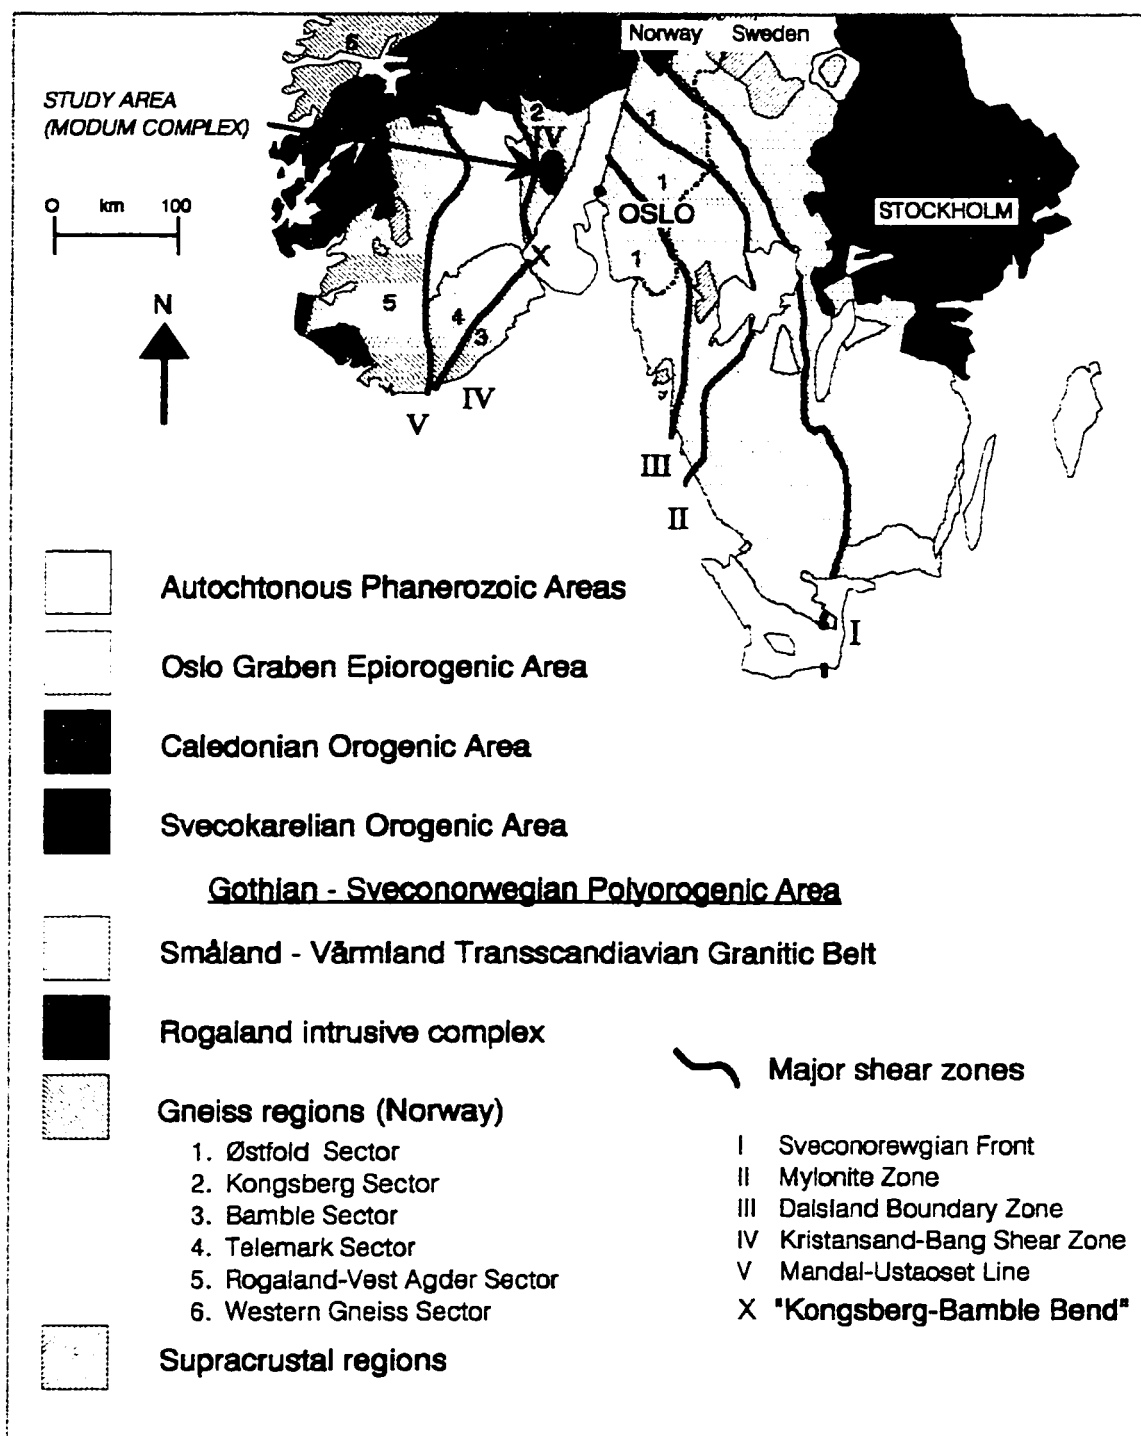 Norway Sweden
6
STUDY AREA
(MODUM COMPLEX)
2
IV
1
0 km 100
1
OSLO
STOCKHOLM
X
1
N
5
4
3
IV
V
III
II
I
Autochtonous Phanerozoic Areas
Oslo Graben Epiorogenic Area
Caledonian Orogenic Area
Svecokarelian Orogenic Area
Gothian - Sveconorwegian Polyorogenic Area
Småland - Värmland Transscandiavian Granitic Belt
Rogaland intrusive complex
Gneiss regions (Norway)
1. Østfold Sector
2. Kongsberg Sector
3. Bamble Sector
4. Telemark Sector
5. Rogaland-Vest Agder Sector
6. Western Gneiss Sector
Supracrustal regions
Major shear zones
I Sveconorewgian Front
II Mylonite Zone
III Dalsland Boundary Zone
IV Kristansand-Bang Shear Zone
V Mandal-Ustaoset Line
X "Kongsberg-Bamble Bend"